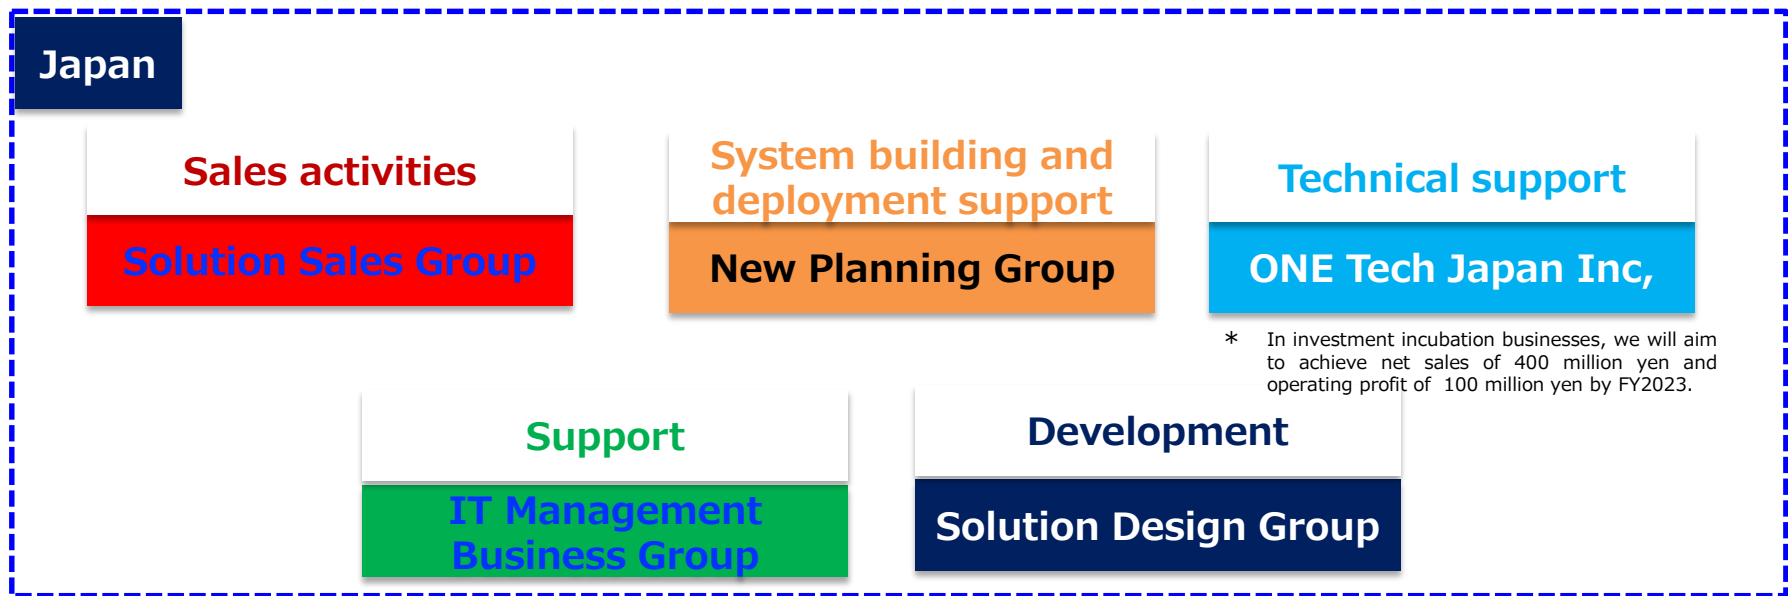 Japan
Sales activities
Solution Sales Group
System building and
deployment support
New Planning Group
Technical support
ONE Tech Japan Inc,
* In investment incubation businesses, we will aim
to achieve net sales of 400 million yen and
operating profit of 100 million yen by FY2023.
Support
IT Management
Business Group
Development
Solution Design Group